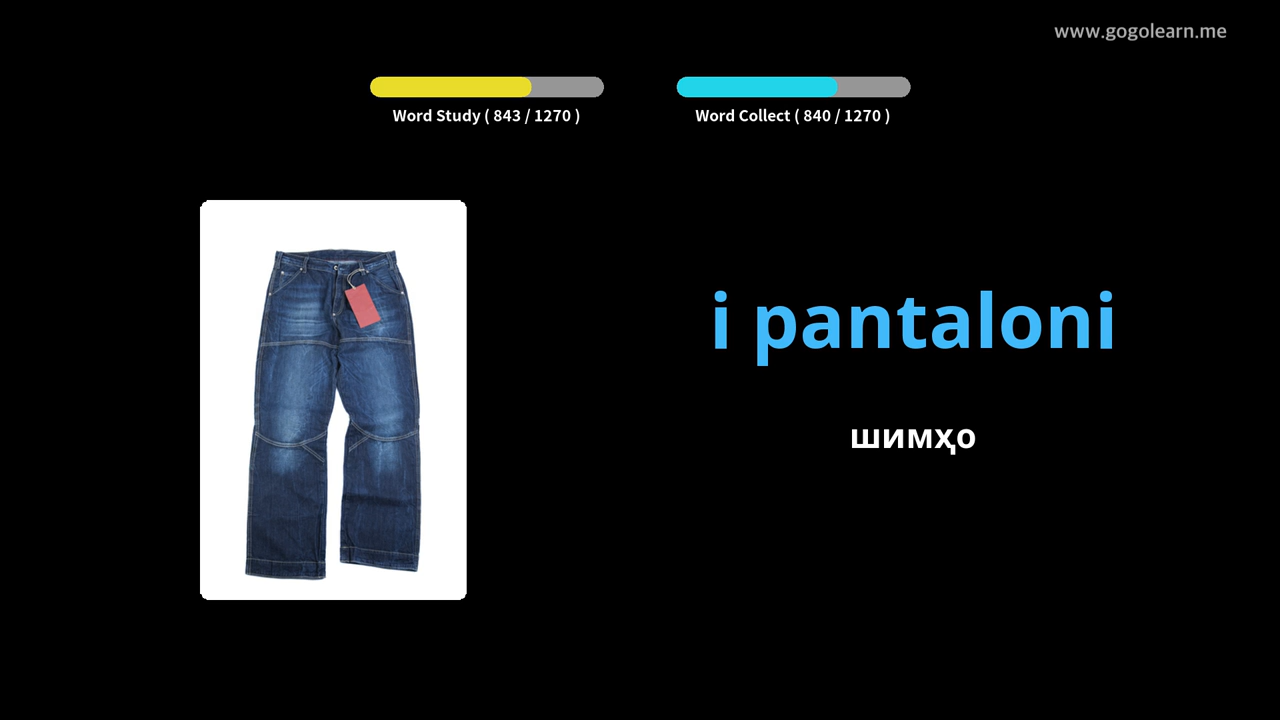 www.gogolearn.me
Word Study ( 843 / 1270 )
Word Collect ( 840 / 1270 )
i pantaloni
шимҳо